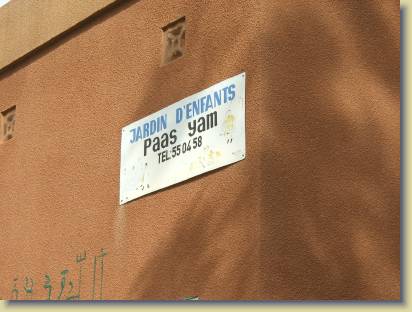 JARDIN D'ENFANTS
Paas yam
TEL:55 04 58